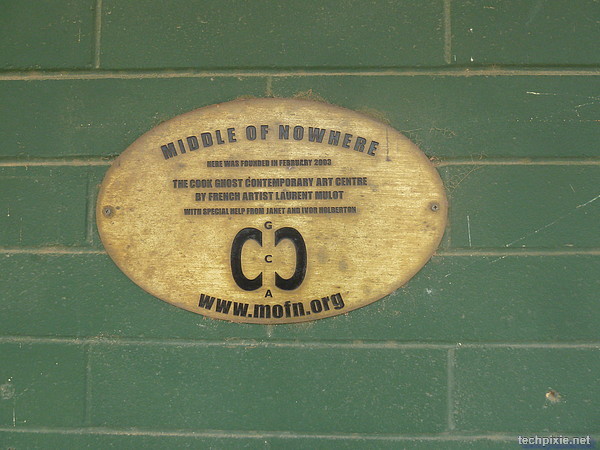 MIDDLE OF NOWHERE
HERE WAS FOUNDED IN FEBRUARY 2003
THE COOK GHOST CONTEMPORARY ART CENTRE
BY FRENCH ARTIST LAURENT MULOT
WITH SPECIAL HELP FROM JANET AND IVOR HOLBERTON
G
C C C
A
www.mofn.org
techpixie.net